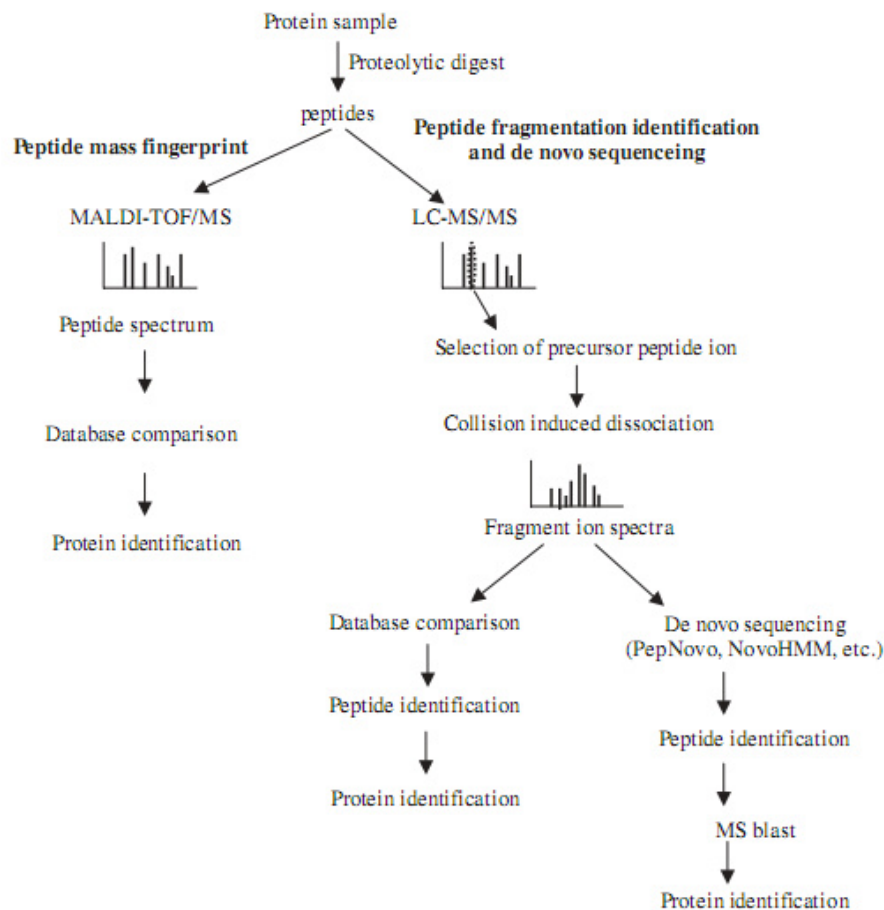 Protein sample
Proteolytic digest
peptides
Peptide mass fingerprint
Peptide fragmentation identification
and de novo sequenceing
MALDI-TOF/MS
LC-MS/MS
Peptide spectrum
Selection of precursor peptide ion
Database comparison
Collision induced dissociation
Protein identification
Fragment ion spectra
Database comparison
De novo sequencing
(PepNovo, NovoHMM, etc.)
Peptide identification
Peptide identification
Protein identification
MS blast
Protein identification